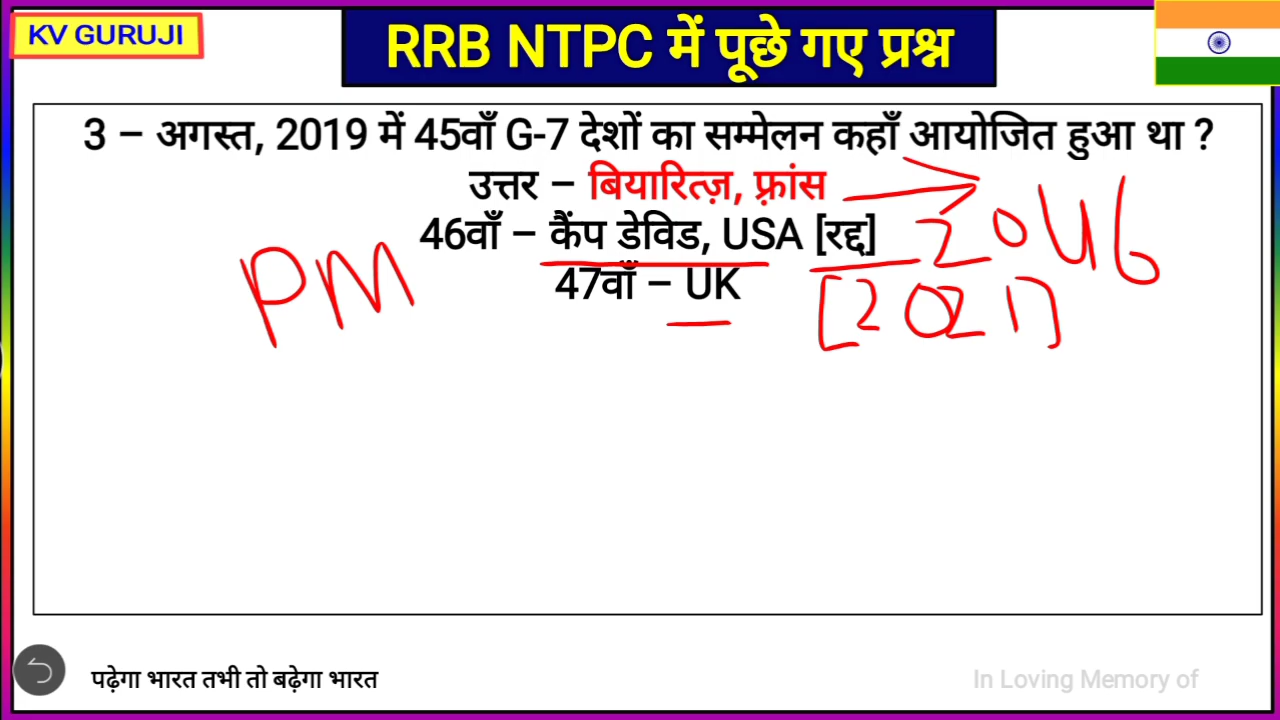 KV GURUJI
RRB NTPC में पूछे गए प्रश्न
3 – अगस्त, 2019 में 45वाँ G-7 देशों का सम्मेलन कहाँ आयोजित हुआ था ?
उत्तर – बियारित्ज़, फ़्रांस
46वाँ – कैंप डेविड, USA [रद्द] 2046
47वाँ – UK [2021]
PM
पढ़ेगा भारत तभी तो बढ़ेगा भारत
In Loving Memory of